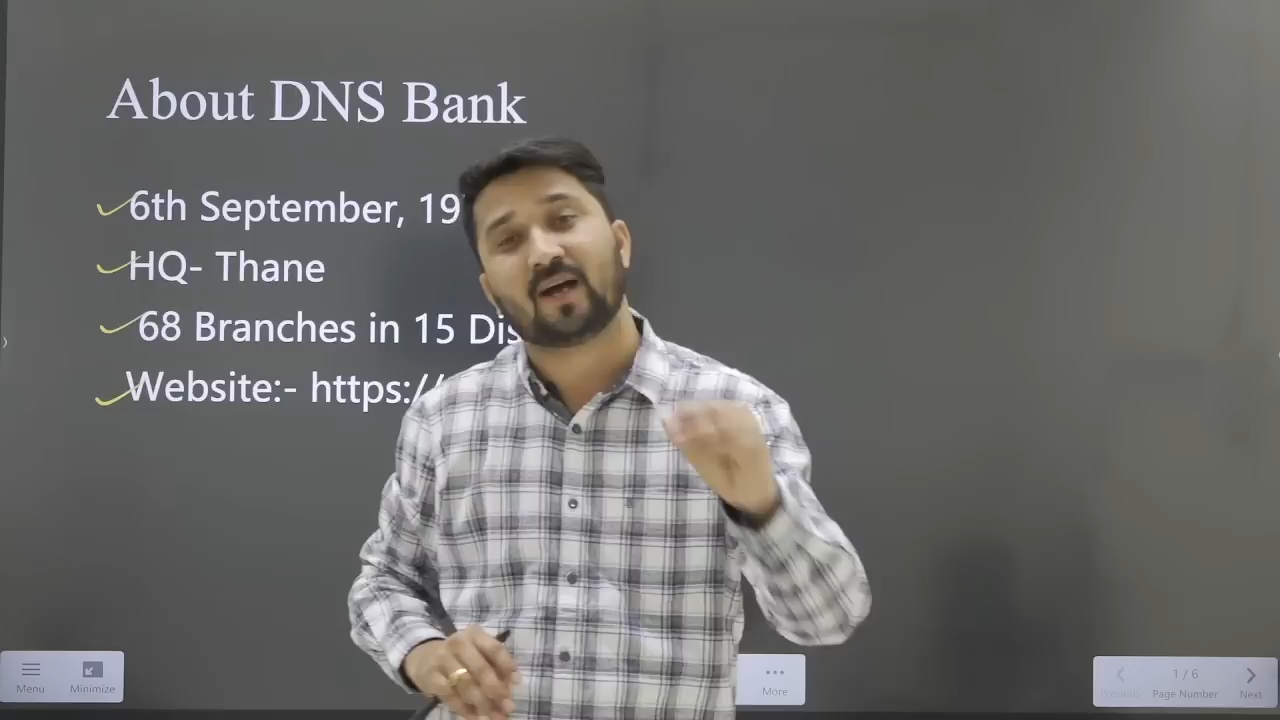 About DNS Bank
6th September, 19
HQ- Thane
68 Branches in 15 Dis
Website:- https:/
Menu
Minimize
More
1 / 6
Previous
Page Number
Next